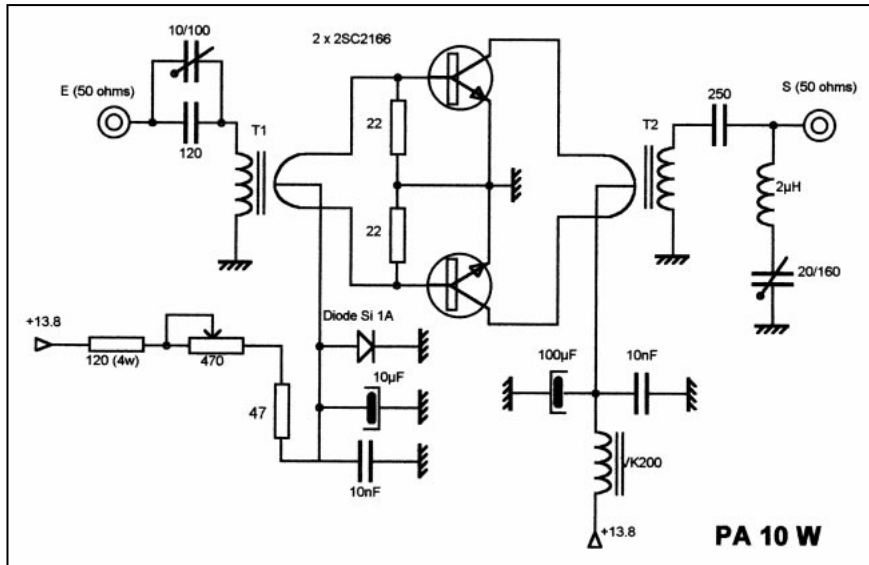 10/100
2 x 2SC2166
E (50 ohms)
S (50 ohms)
250
T1
T2
120
22
2µH
22
20/160
+13.8
Diode Si 1A
120 (4w)
470
100µF
10nF
10µF
47
VK200
10nF
+13.8
PA 10 W